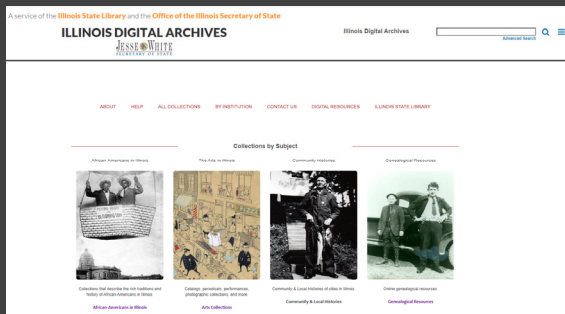 A service of the Illinois State Library and the Office of the Illinois Secretary of State
ILLINOIS DIGITAL ARCHIVES
JESSE WHITE
SECRETARY OF STATE
Illinois Digital Archives
Advanced Search
ABOUT HELP ALL COLLECTIONS BY INSTITUTION CONTACT US DIGITAL RESOURCES ILLINOIS STATE LIBRARY
Collections by Subject
African-Americans in Illinois The Arts in Illinois Community Histories Genealogical Resources
BLOOMINGTON
Collections that describe the rich traditions and
history of African-Americans in Illinois
African-Americans in Illinois
Catalogs, periodicals, performances,
photographic collections, and more.
Arts Collections
Community & Local Histories of cities in Illinois
Community & Local Histories
Online genealogical resources
Genealogical Resources